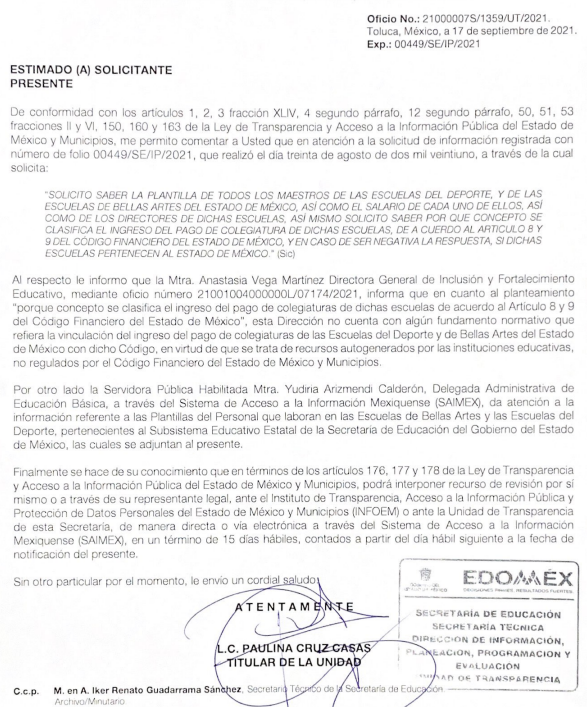 Oficio No.: 21000007S/1359/UT/2021.
Toluca, México, a 17 de septiembre de 2021.
Exp.: 00449/SE/IP/2021
ESTIMADO (A) SOLICITANTE
PRESENTE
De conformidad con los artículos 1, 2, 3 fracción XLIV, 4 segundo párrafo, 12 segundo párrafo, 50, 51, 53
fracciones II y VI, 150, 160 y 163 de la Ley de Transparencia y Acceso a la Información Pública del Estado de
México y Municipios, me permito comentar a Usted que en atención a la solicitud de información registrada con
número de folio 00449/SE/IP/2021, que realizó el día treinta de agosto de dos mil veintiuno, a través de la cual
solicita:
"SOLICITO SABER LA PLANTILLA DE TODOS LOS MAESTROS DE LAS ESCUELAS DEL DEPORTE, Y DE LAS
ESCUELAS DE BELLAS ARTES DEL ESTADO DE MÉXICO, ASÍ COMO EL SALARIO DE CADA UNO DE ELLOS, ASÍ
COMO DE LOS DIRECTORES DE DICHAS ESCUELAS, ASÍ MISMO SOLICITO SABER POR QUE CONCEPTO SE
CLASIFICA EL INGRESO DEL PAGO DE COLEGIATURA DE DICHAS ESCUELAS, DE A CUERDO AL ARTICULO 8 Y
9 DEL CÓDIGO FINANCIERO DEL ESTADO DE MÉXICO, Y EN CASO DE SER NEGATIVA LA RESPUESTA, SI DICHAS
ESCUELAS PERTENECEN AL ESTADO DE MÉXICO." (Sic)
Al respecto le informo que la Mtra. Anastasia Vega Martínez Directora General de Inclusión y Fortalecimiento
Educativo, mediante oficio número 21001004000000L/07174/2021, informa que en cuanto al planteamiento
"porque concepto se clasifica el ingreso del pago de colegiaturas de dichas escuelas de acuerdo al Articulo 8 y 9
del Código Financiero del Estado de México", esta Dirección no cuenta con algún fundamento normativo que
refiera la vinculación del ingreso del pago de colegiaturas de las Escuelas del Deporte y de Bellas Artes del Estado
de México con dicho Código, en virtud de que se trata de recursos autogenerados por las instituciones educativas,
no regulados por el Código Financiero del Estado de México y Municipios.
Por otro lado la Servidora Pública Habilitada Mtra. Yudiria Arizmendi Calderón, Delegada Administrativa de
Educación Básica, a través del Sistema de Acceso a la Información Mexiquense (SAIMEX), da atención a la
información referente a las Plantillas del Personal que laboran en las Escuelas de Bellas Artes y las Escuelas del
Deporte, pertenecientes al Subsistema Educativo Estatal de la Secretaria de Educación del Gobierno del Estado
de México, las cuales se adjuntan al presente.
Finalmente se hace de su conocimiento que en términos de los artículos 176, 177 y 178 de la Ley de Transparencia
y Acceso a la Información Pública del Estado de México y Municipios, podrá interponer recurso de revisión por sí
mismo o a través de su representante legal, ante el Instituto de Transparencia, Acceso a la Información Pública y
Protección de Datos Personales del Estado de México y Municipios (INFOEM) o ante la Unidad de Transparencia
de esta Secretaría, de manera directa o vía electrónica a través del Sistema de Acceso a la Información
Mexiquense (SAIMEX), en un término de 15 días hábiles, contados a partir del día hábil siguiente a la fecha de
notificación del presente.
Sin otro particular por el momento, le envío un cordial saludo.
ATENTAMENTE
L.C. PAULINA CRUZ CASAS
TITULAR DE LA UNIDAD
EDOMÉX
DECISIONES FIRMES, RESULTADOS FUERTES.
SECRETARÍA DE EDUCACIÓN
SECRETARÍA TÉCNICA
DIRECCIÓN DE INFORMACIÓN,
PLANEACIÓN, PROGRAMACIÓN Y
EVALUACIÓN
UNIDAD DE TRANSPARENCIA
C.c.p. M. en A. Iker Renato Guadarrama Sánchez, Secretario Técnico de la Secretaría de Educación.
Archivo/Minutario